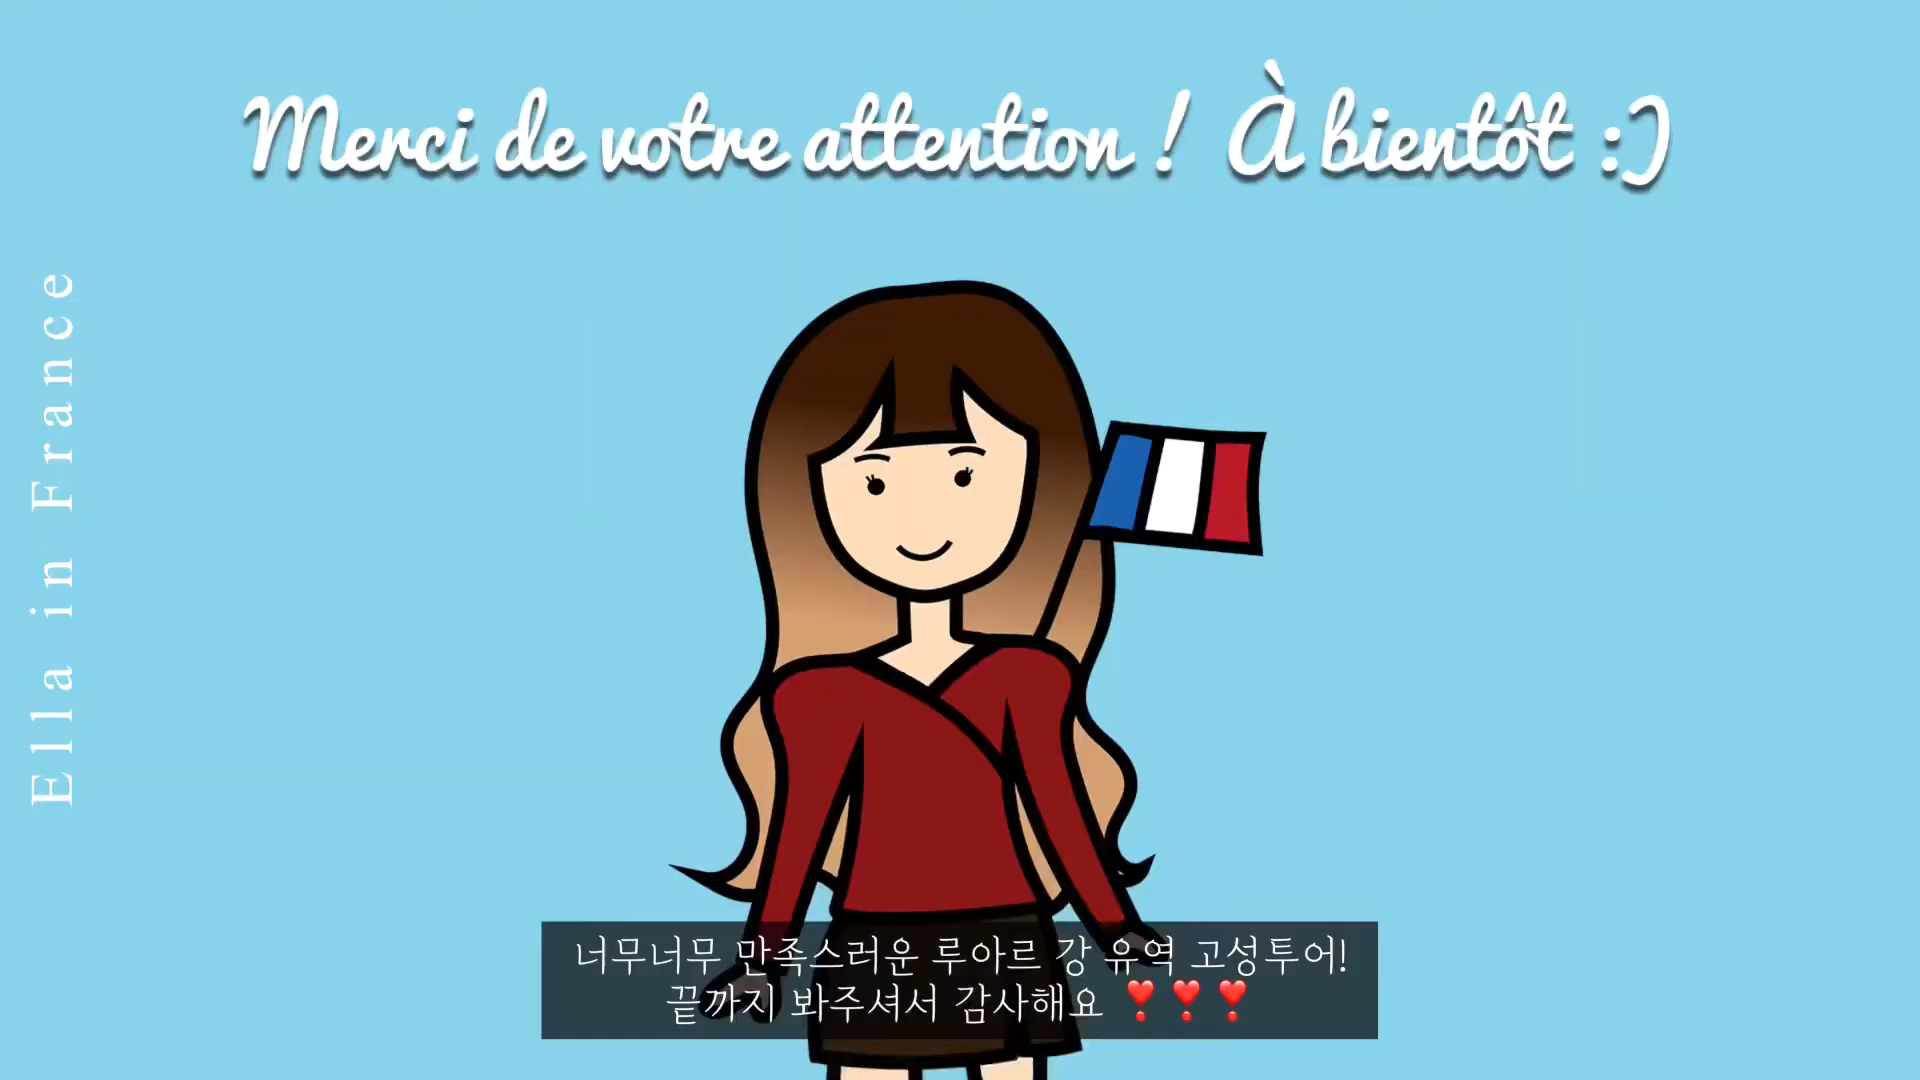 Merci de votre attention ! À bientôt :)
Ella in France
너무너무 만족스러운 루아르 강 유역 고성투어!
끝까지 봐주셔서 감사해요 ❣️❣️❣️